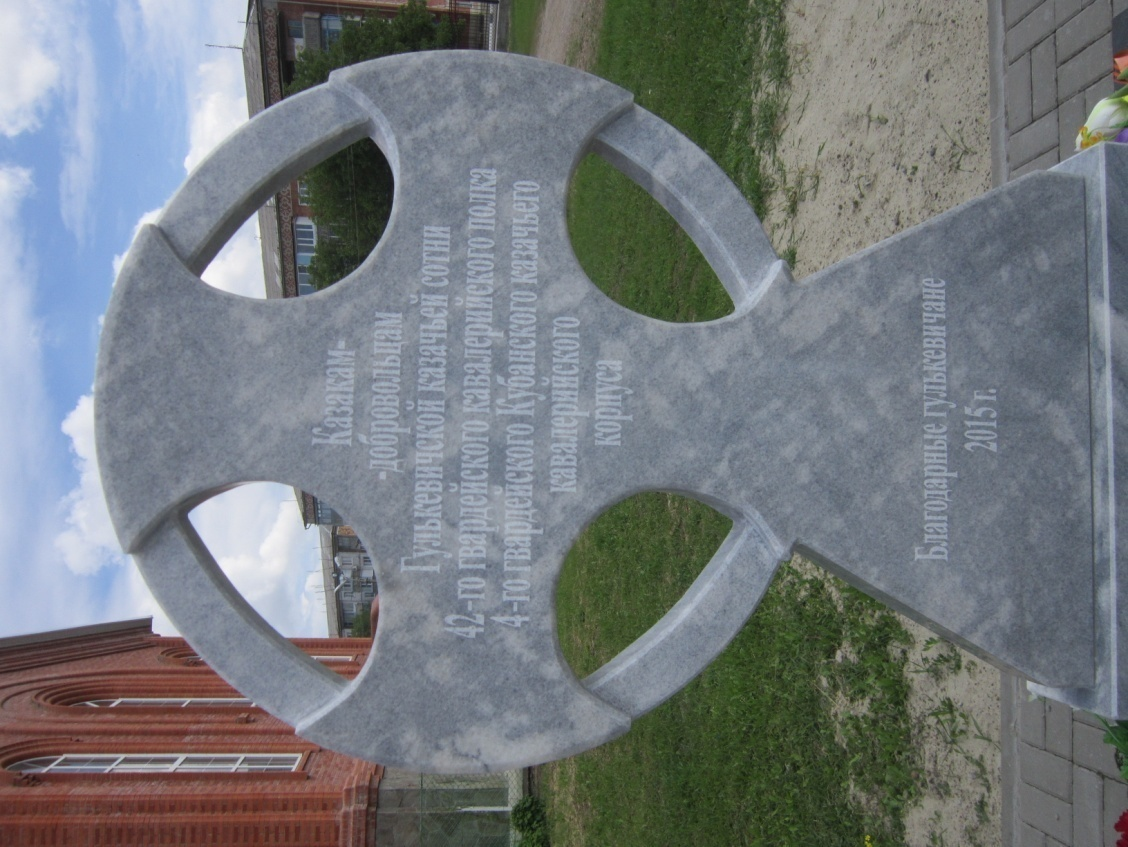 Казакам-
-добровольцам
Гулькевичской казачьей сотни
42-го гвардейского кавалерийского полка
4-го гвардейского Кубанского казачьего
кавалерийского
корпуса
Благодарные гулькевичане
2015 г.